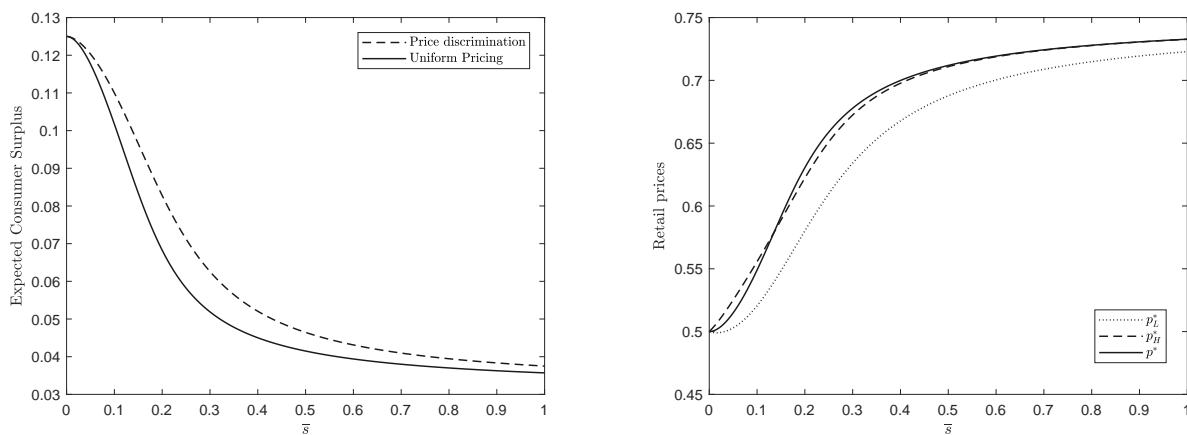 0.13
0.12
0.11
0.1
0.09
0.08
0.07
0.06
0.05
0.04
0.03
Expected Consumer Surplus
0 0.1 0.2 0.3 0.4 0.5 0.6 0.7 0.8 0.9 1
s̅
Price discrimination
Uniform Pricing
0.75
0.7
0.65
0.6
0.55
0.5
0.45
Retail prices
0 0.1 0.2 0.3 0.4 0.5 0.6 0.7 0.8 0.9 1
s̅
p*_L
p*_H
p*